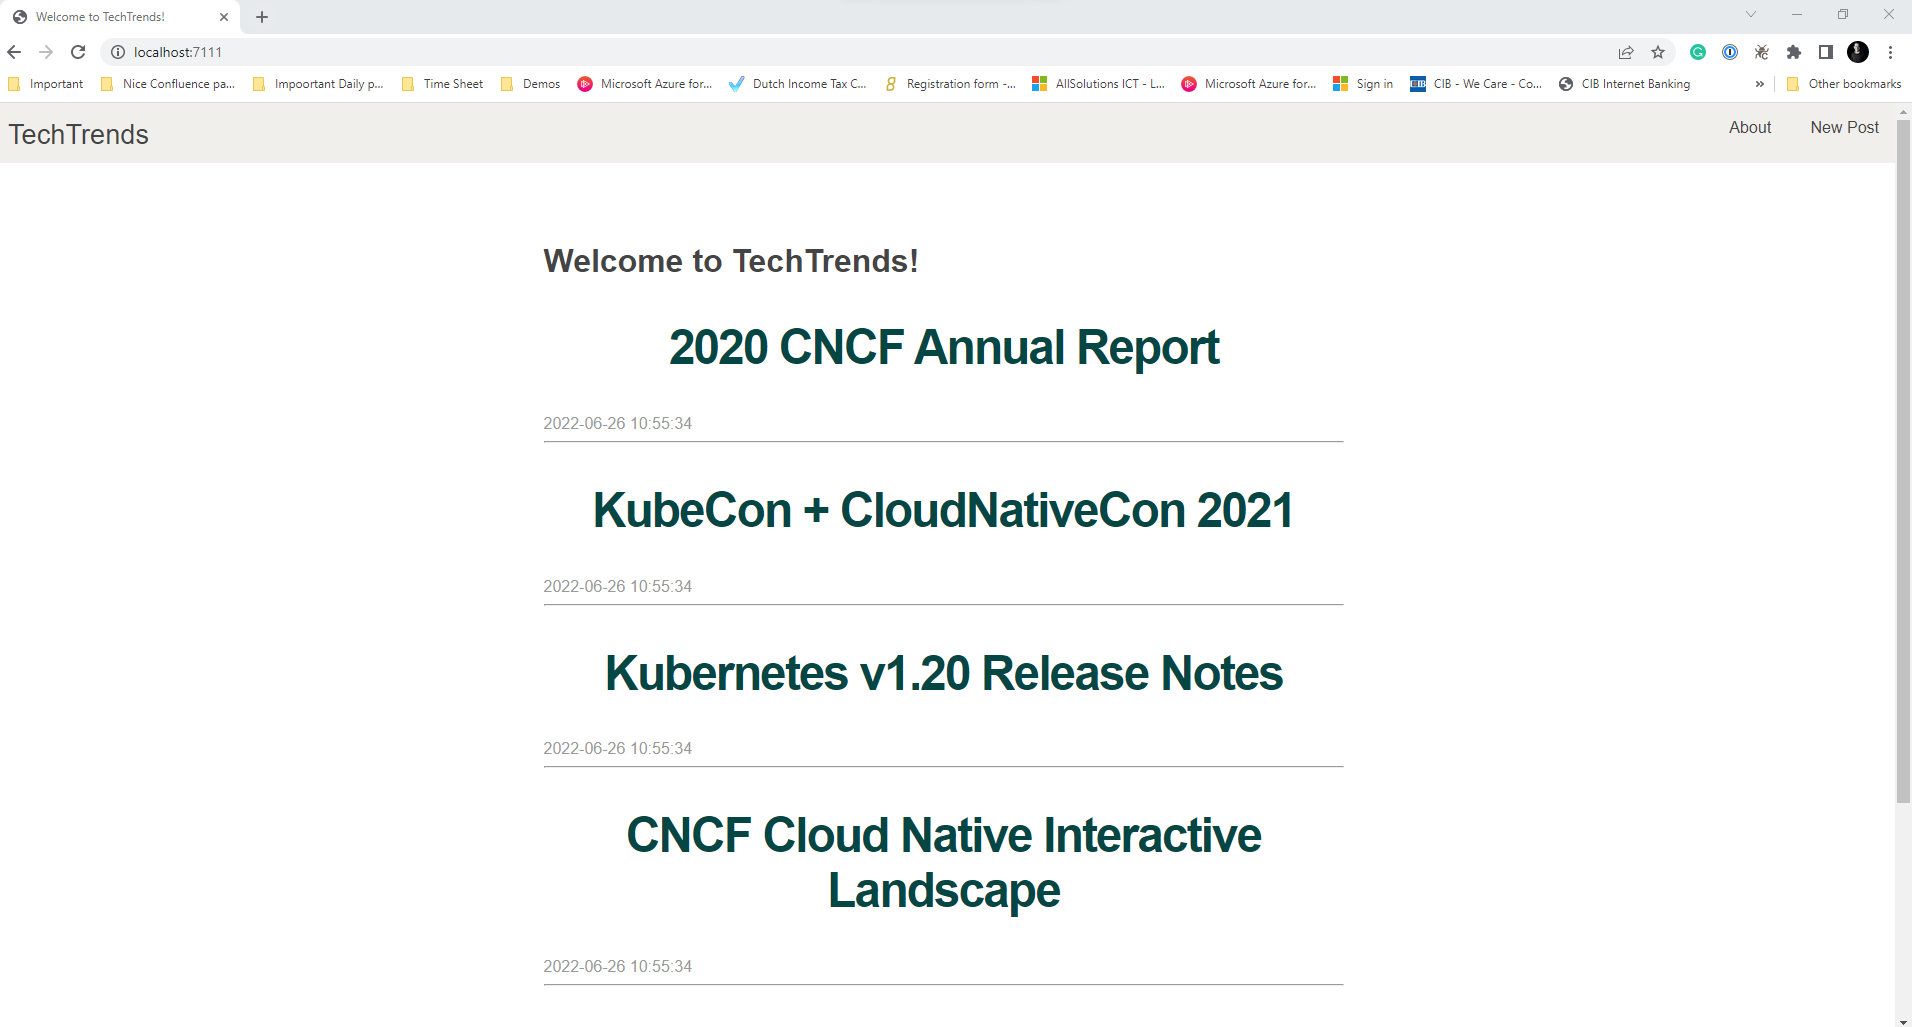 Welcome to TechTrends!
localhost:7111
Important Nice Confluence pa... Impoortant Daily p... Time Sheet Demos Microsoft Azure for... Dutch Income Tax C... Registration form -... AllSolutions ICT - L... Microsoft Azure for... Sign in CIB - We Care - Co... CIB Internet Banking » Other bookmarks
TechTrends About New Post
Welcome to TechTrends!
2020 CNCF Annual Report
2022-06-26 10:55:34
KubeCon + CloudNativeCon 2021
2022-06-26 10:55:34
Kubernetes v1.20 Release Notes
2022-06-26 10:55:34
CNCF Cloud Native Interactive
Landscape
2022-06-26 10:55:34